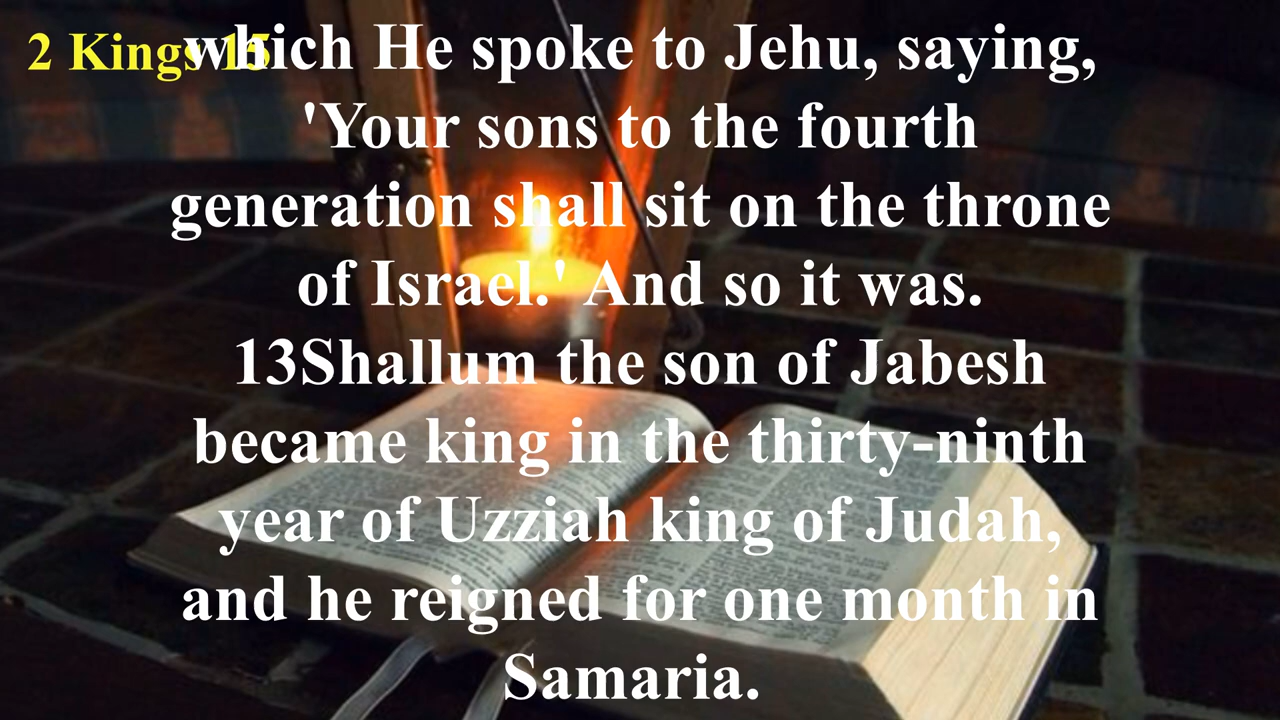 2 Kings 15
which He spoke to Jehu, saying,
'Your sons to the fourth
generation shall sit on the throne
of Israel.' And so it was.
13Shallum the son of Jabesh
became king in the thirty-ninth
year of Uzziah king of Judah,
and he reigned for one month in
Samaria.